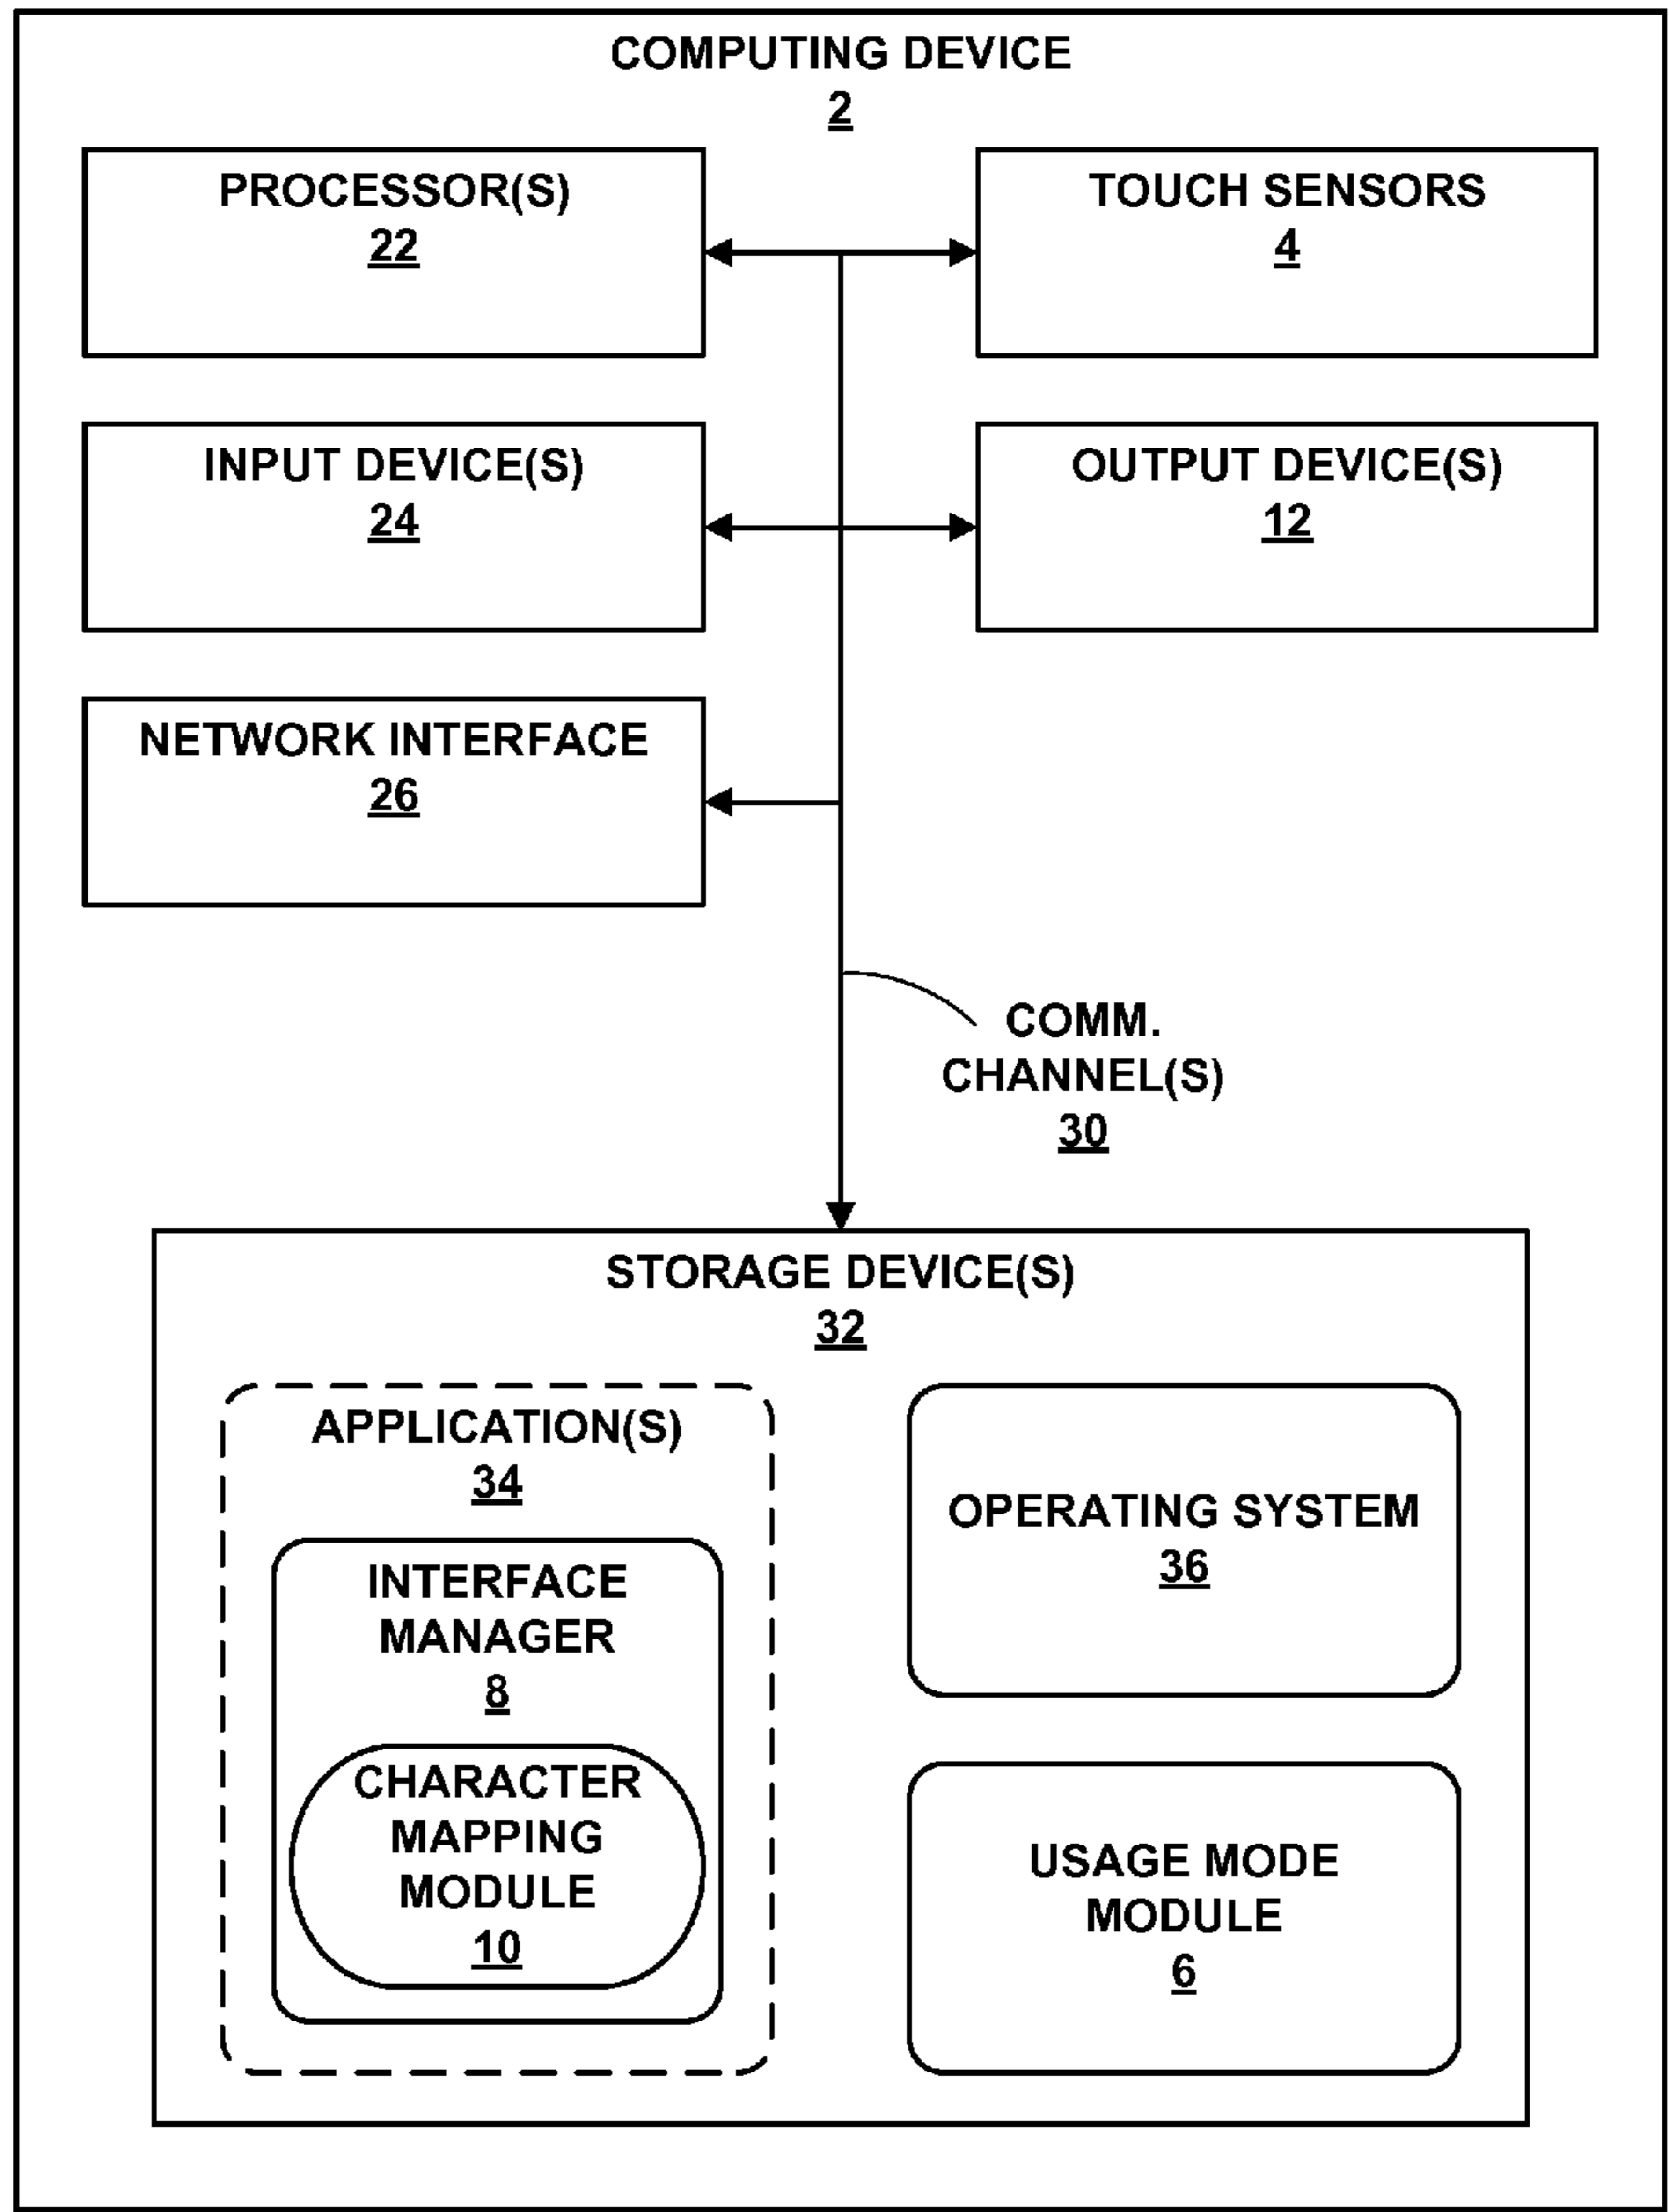 COMPUTING DEVICE
2
PROCESSOR(S)
22
TOUCH SENSORS
4
INPUT DEVICE(S)
24
OUTPUT DEVICE(S)
12
NETWORK INTERFACE
26
COMM.
CHANNEL(S)
30
STORAGE DEVICE(S)
32
APPLICATION(S)
34
INTERFACE
MANAGER
8
CHARACTER
MAPPING
MODULE
10
OPERATING SYSTEM
36
USAGE MODE
MODULE
6